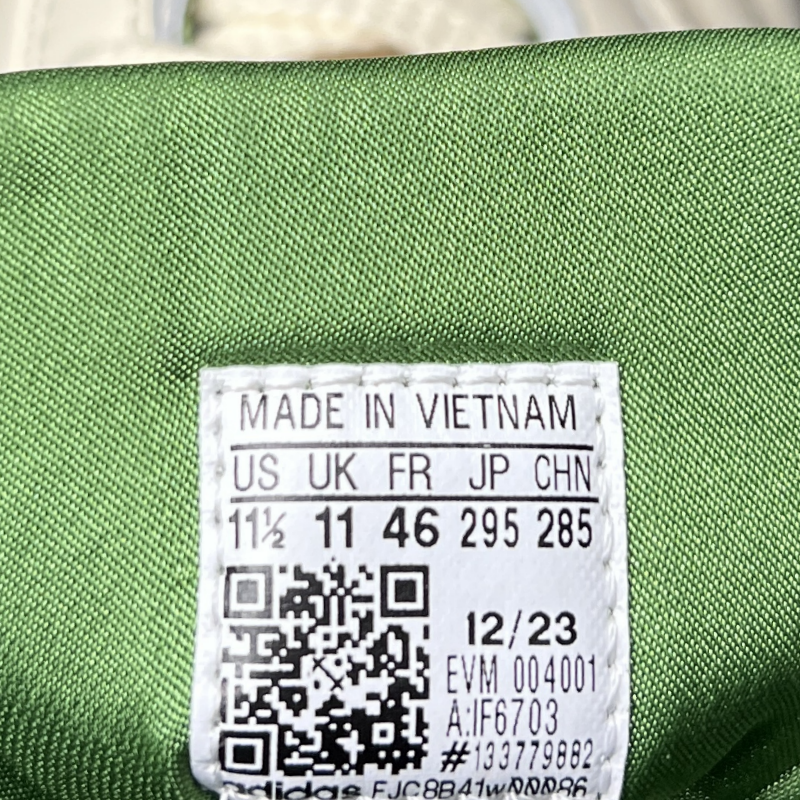 MADE IN VIETNAM
US UK FR JP CHN
11½ 11 46 295 285
12/23
EVM 004001
A:IF6703
#133779882
adidas